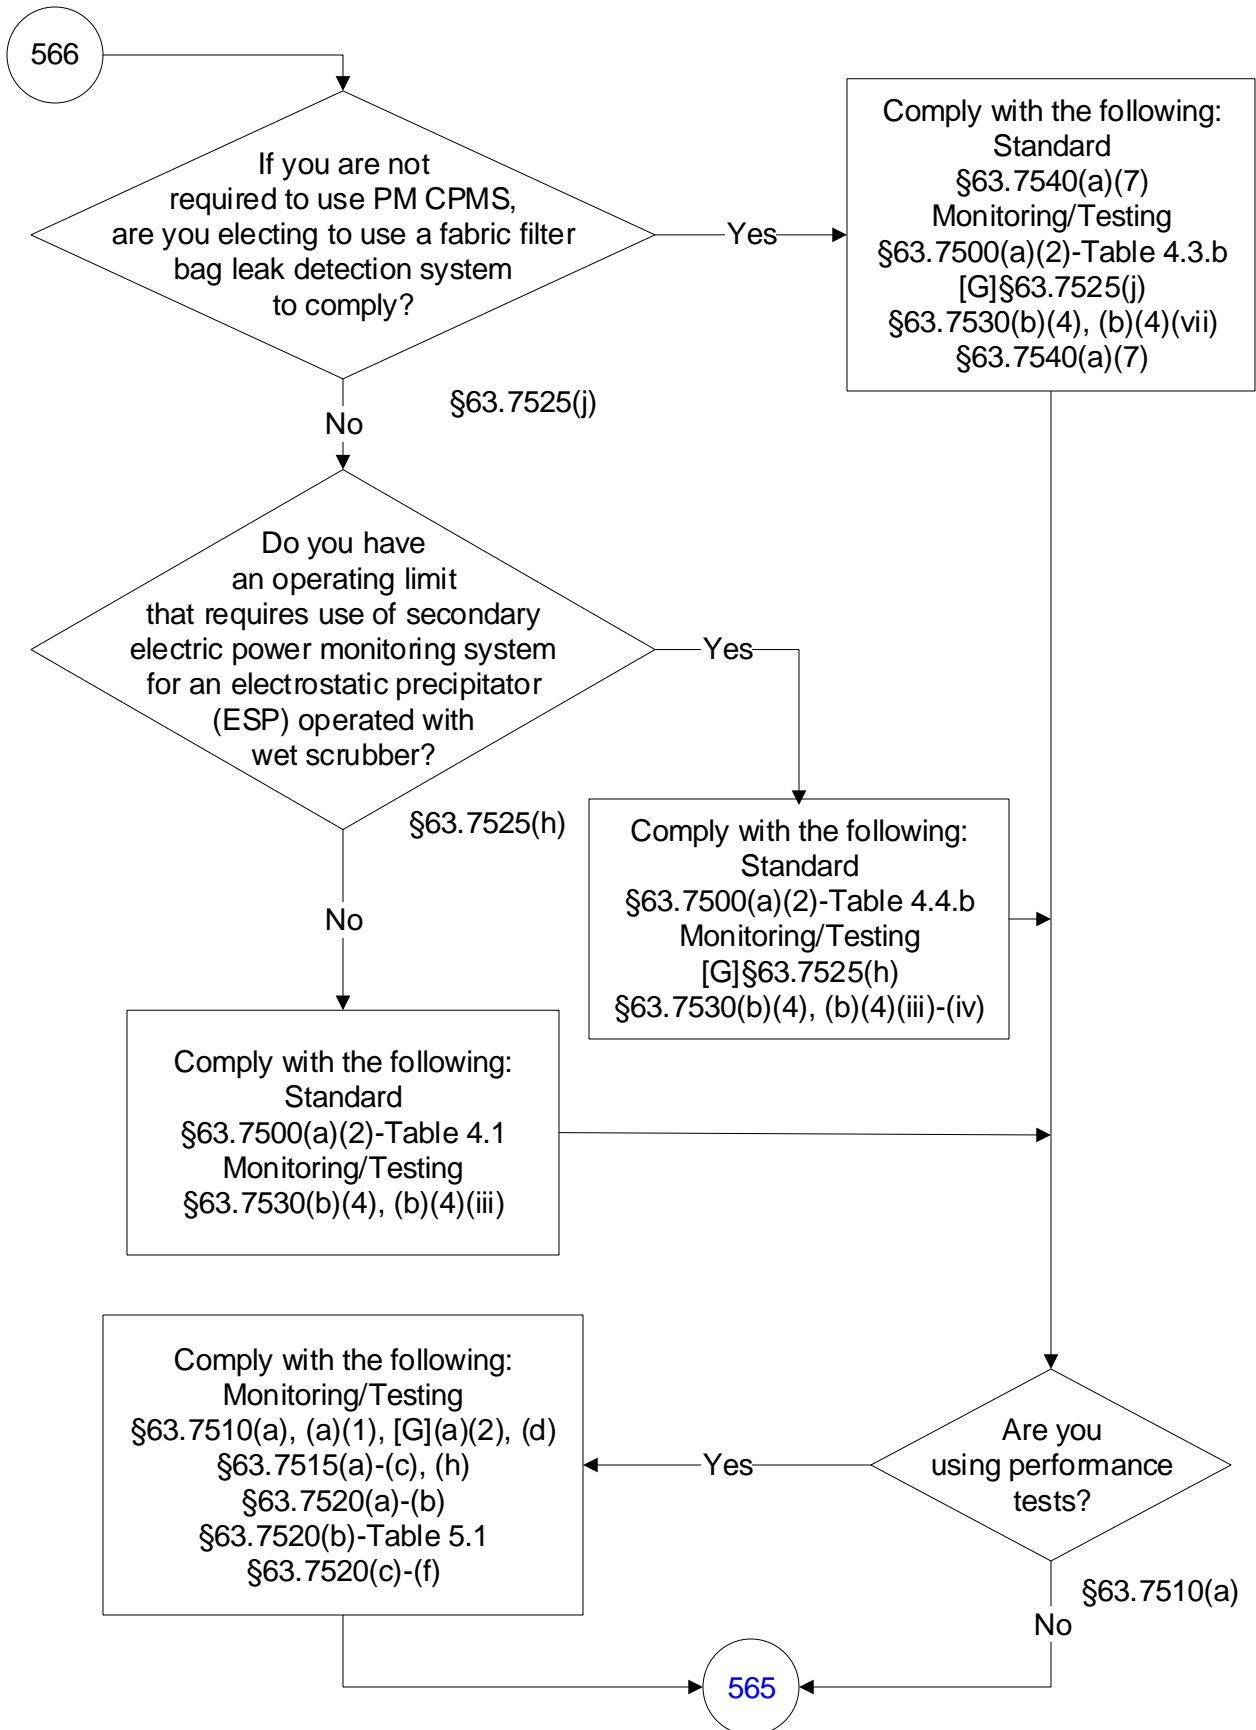 566
If you are not
required to use PM CPMS,
are you electing to use a fabric filter
bag leak detection system
to comply?
Yes
Comply with the following:
Standard
§63.7540(a)(7)
Monitoring/Testing
§63.7500(a)(2)-Table 4.3.b
[G]§63.7525(j)
§63.7530(b)(4), (b)(4)(vii)
§63.7540(a)(7)
§63.7525(j)
No
Do you have
an operating limit
that requires use of secondary
electric power monitoring system
for an electrostatic precipitator
(ESP) operated with
wet scrubber?
Yes
§63.7525(h)
Comply with the following:
Standard
§63.7500(a)(2)-Table 4.4.b
Monitoring/Testing
[G]§63.7525(h)
§63.7530(b)(4), (b)(4)(iii)-(iv)
No
Comply with the following:
Standard
§63.7500(a)(2)-Table 4.1
Monitoring/Testing
§63.7530(b)(4), (b)(4)(iii)
Are you
using performance
tests?
Yes
Comply with the following:
Monitoring/Testing
§63.7510(a), (a)(1), [G](a)(2), (d)
§63.7515(a)-(c), (h)
§63.7520(a)-(b)
§63.7520(b)-Table 5.1
§63.7520(c)-(f)
§63.7510(a)
No
565